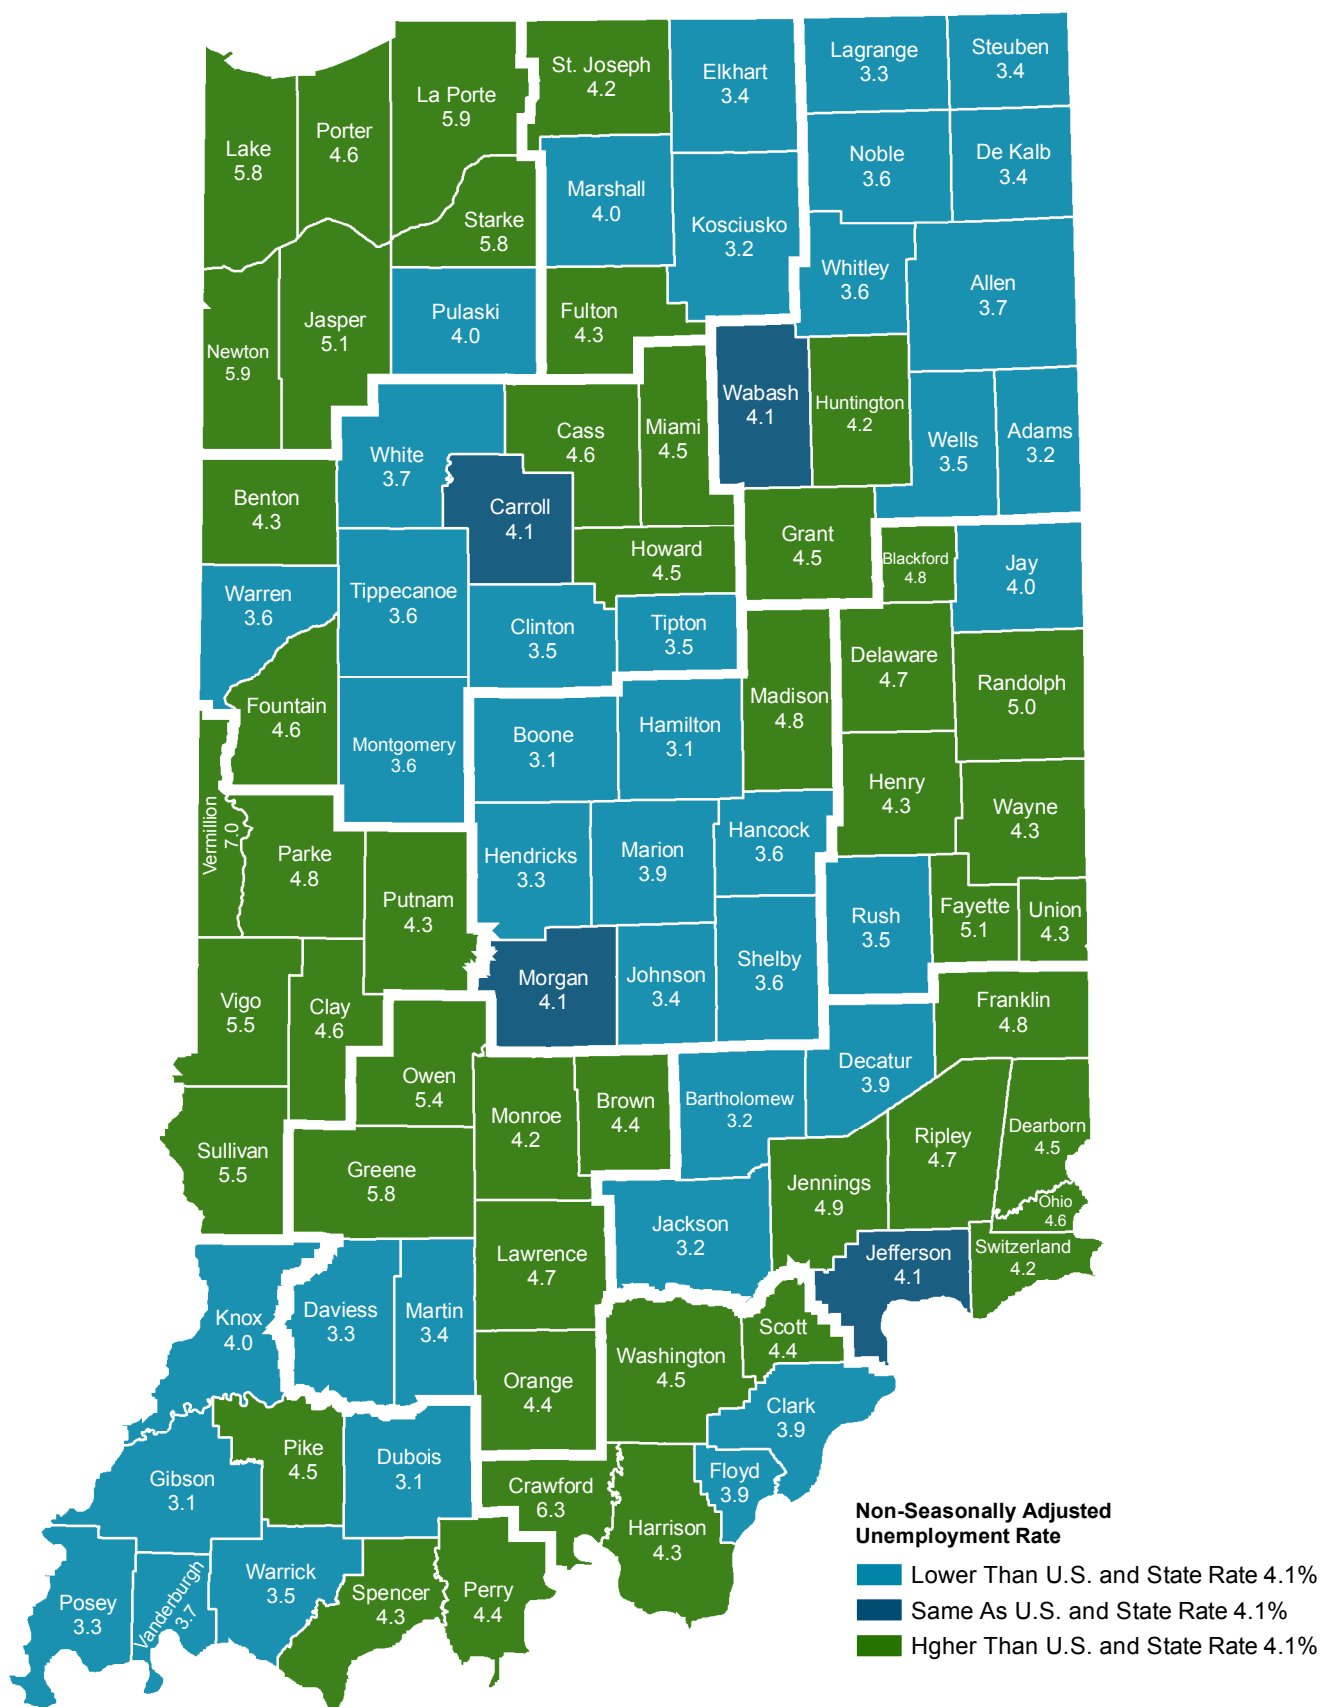 St. Joseph
4.2
Elkhart
3.4
Lagrange
3.3
Steuben
3.4
La Porte
5.9
Porter
4.6
Lake
5.8
Noble
3.6
De Kalb
3.4
Marshall
4.0
Kosciusko
3.2
Starke
5.8
Whitley
3.6
Allen
3.7
Pulaski
4.0
Fulton
4.3
Jasper
5.1
Newton
5.9
Wabash
4.1
Huntington
4.2
Wells
3.5
Adams
3.2
White
3.7
Cass
4.6
Miami
4.5
Benton
4.3
Carroll
4.1
Howard
4.5
Grant
4.5
Blackford
4.8
Jay
4.0
Warren
3.6
Tippecanoe
3.6
Clinton
3.5
Tipton
3.5
Madison
4.8
Delaware
4.7
Randolph
5.0
Fountain
4.6
Montgomery
3.6
Boone
3.1
Hamilton
3.1
Henry
4.3
Wayne
4.3
Vermillion
7.0
Parke
4.8
Putnam
4.3
Hendricks
3.3
Marion
3.9
Hancock
3.6
Rush
3.5
Fayette
5.1
Union
4.3
Vigo
5.5
Clay
4.6
Morgan
4.1
Johnson
3.4
Shelby
3.6
Franklin
4.8
Owen
5.4
Monroe
4.2
Brown
4.4
Bartholomew
3.2
Decatur
3.9
Ripley
4.7
Dearborn
4.5
Sullivan
5.5
Greene
5.8
Jennings
4.9
Ohio
4.6
Jackson
3.2
Lawrence
4.7
Jefferson
4.1
Switzerland
4.2
Knox
4.0
Daviess
3.3
Martin
3.4
Orange
4.4
Washington
4.5
Scott
4.4
Clark
3.9
Gibson
3.1
Pike
4.5
Dubois
3.1
Crawford
6.3
Floyd
3.9
Harrison
4.3
Posey
3.3
Vanderburgh
3.7
Warrick
3.5
Spencer
4.3
Perry
4.4
Non-Seasonally Adjusted
Unemployment Rate
Lower Than U.S. and State Rate 4.1%
Same As U.S. and State Rate 4.1%
Hgher Than U.S. and State Rate 4.1%